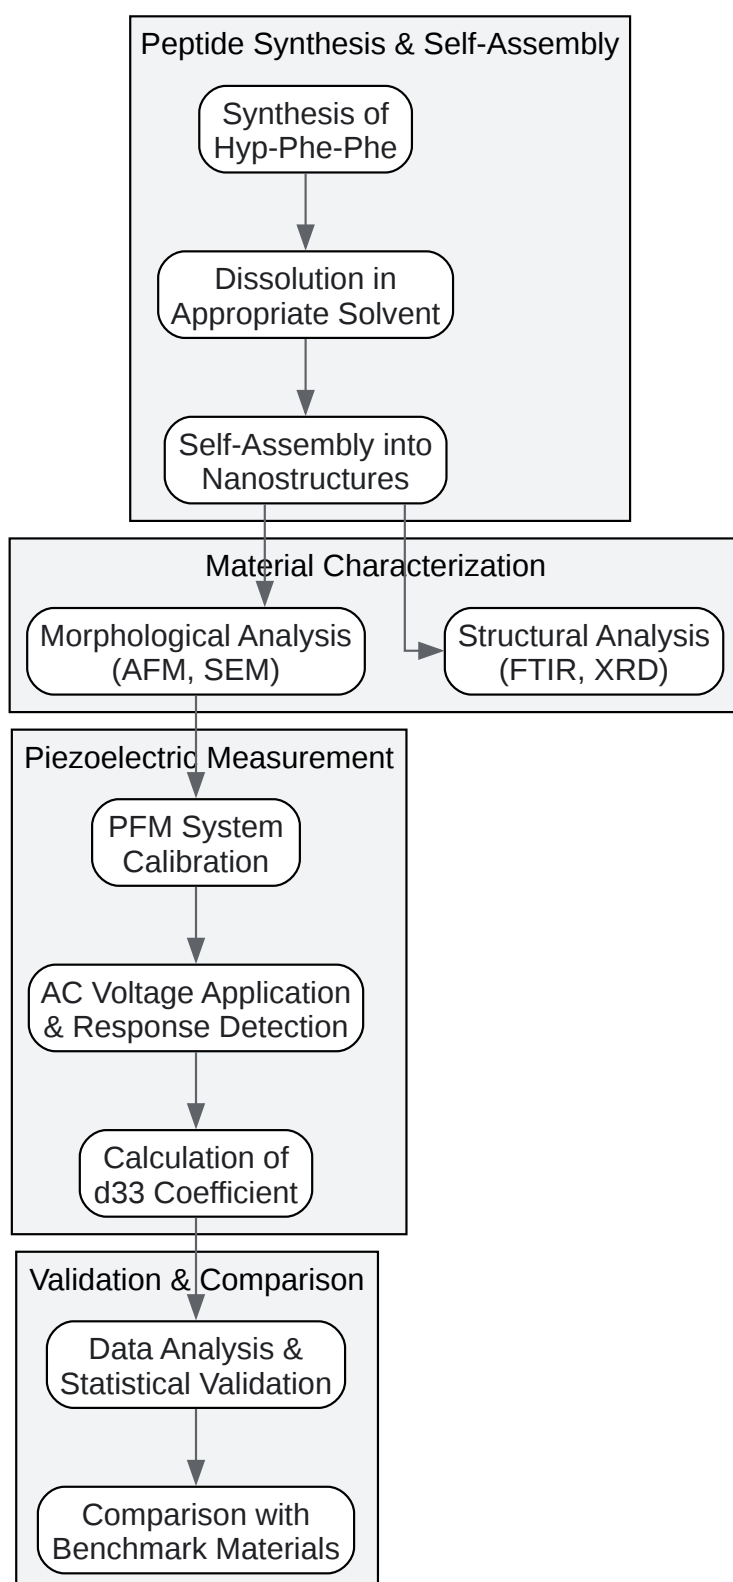 Peptide Synthesis & Self-Assembly
Synthesis of
Hyp-Phe-Phe
Dissolution in
Appropriate Solvent
Self-Assembly into
Nanostructures
Material Characterization
Morphological Analysis
(AFM, SEM)
Structural Analysis
(FTIR, XRD)
Piezoelectric Measurement
PFM System
Calibration
AC Voltage Application
& Response Detection
Calculation of
d33 Coefficient
Validation & Comparison
Data Analysis &
Statistical Validation
Comparison with
Benchmark Materials